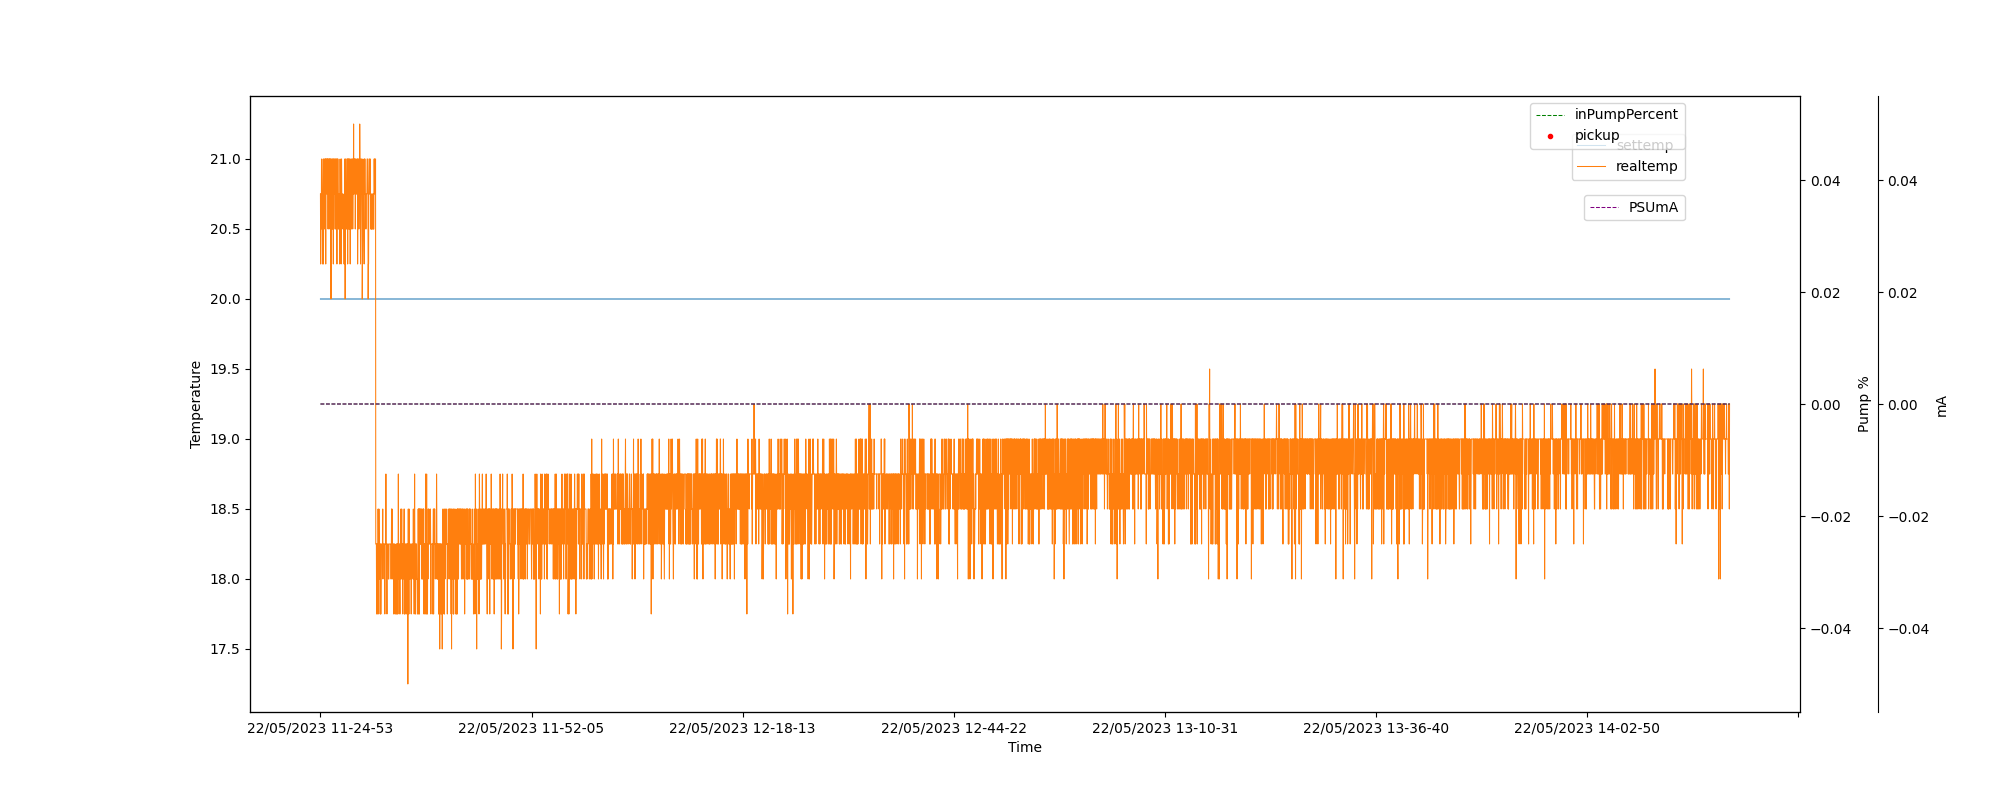 inPumpPercent
pickup
settemp
realtemp
PSUmA
21.0
20.5
20.0
19.5
19.0
18.5
18.0
17.5
Temperature
0.04
0.02
0.00
−0.02
−0.04
Pump %
0.04
0.02
0.00
−0.02
−0.04
mA
22/05/2023 11-24-53
22/05/2023 11-52-05
22/05/2023 12-18-13
22/05/2023 12-44-22
22/05/2023 13-10-31
22/05/2023 13-36-40
22/05/2023 14-02-50
Time